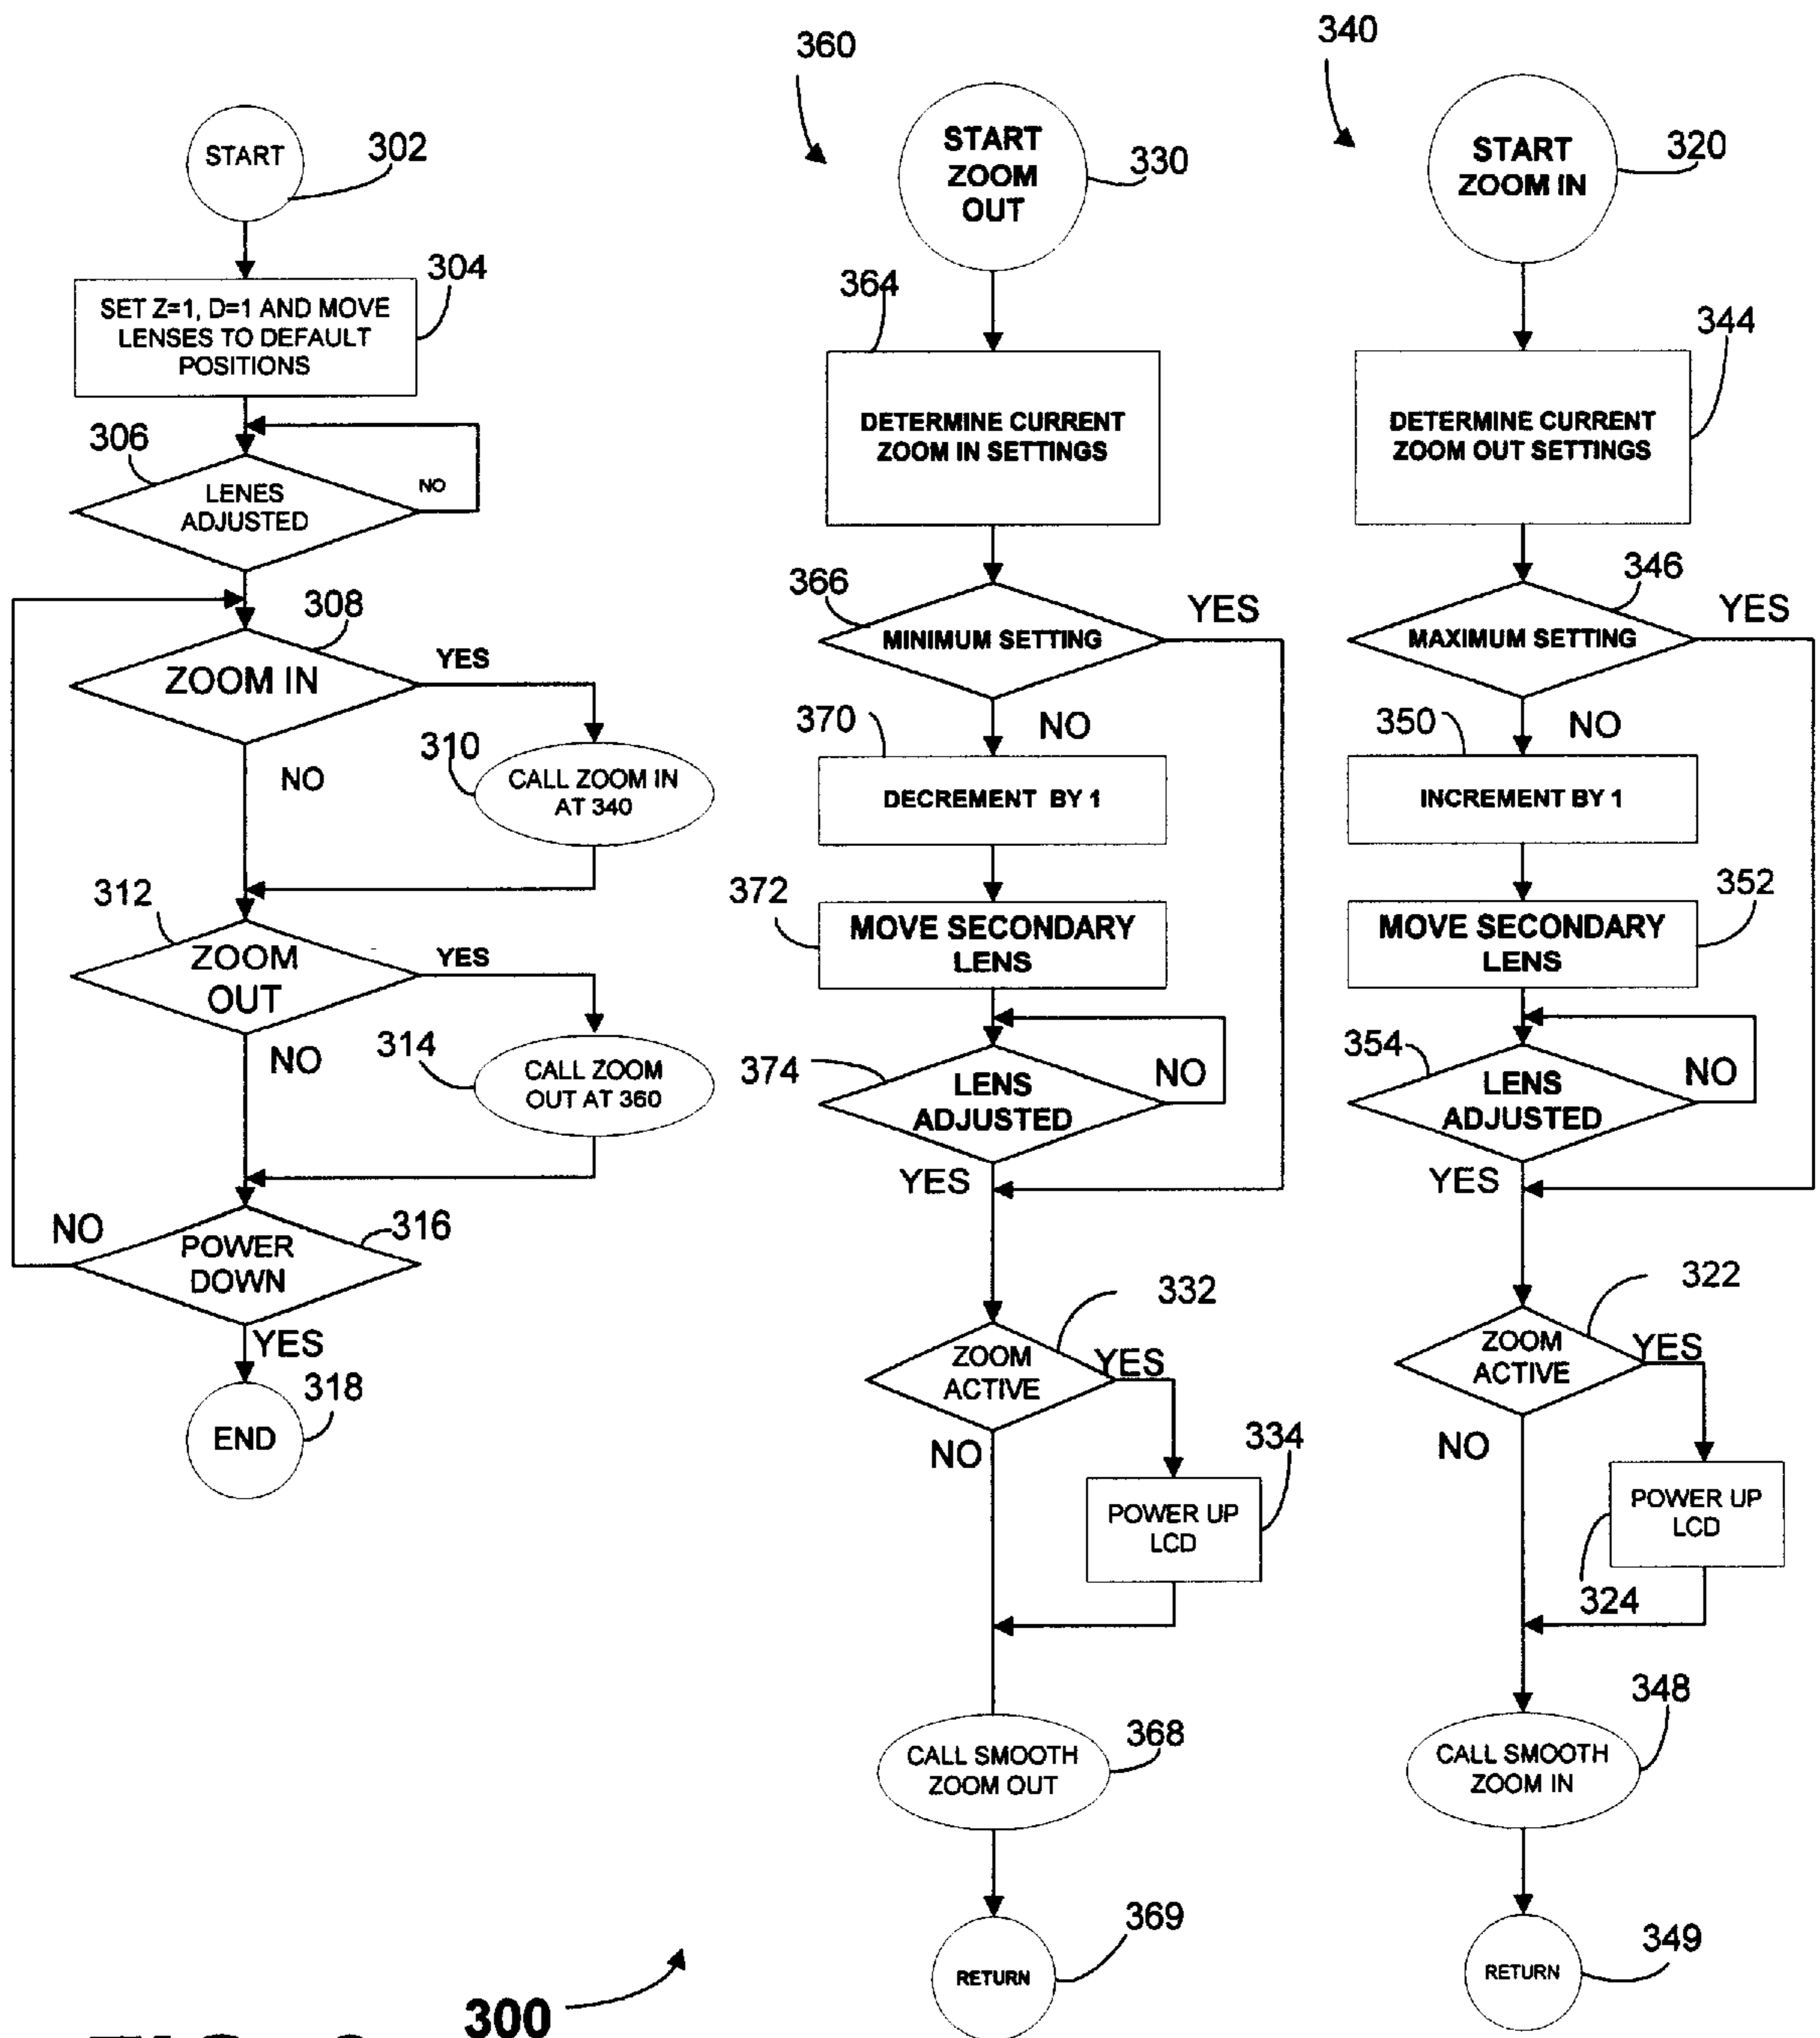 START
302
SET Z=1, D=1 AND MOVE
LENSES TO DEFAULT
POSITIONS
304
306
LENES
ADJUSTED
NO
308
ZOOM IN
YES
NO
310
CALL ZOOM IN
AT 340
312
ZOOM
OUT
YES
NO
314
CALL ZOOM
OUT AT 360
NO
316
POWER
DOWN
YES
318
END
360
START
ZOOM
OUT
330
364
DETERMINE CURRENT
ZOOM IN SETTINGS
366
MINIMUM SETTING
YES
370
NO
DECREMENT BY 1
372
MOVE SECONDARY
LENS
374
LENS
ADJUSTED
NO
YES
332
ZOOM
ACTIVE
YES
NO
334
POWER UP
LCD
368
CALL SMOOTH
ZOOM OUT
369
RETURN
340
START
ZOOM IN
320
344
DETERMINE CURRENT
ZOOM OUT SETTINGS
346
MAXIMUM SETTING
YES
350
NO
INCREMENT BY 1
352
MOVE SECONDARY
LENS
354
LENS
ADJUSTED
NO
YES
322
ZOOM
ACTIVE
YES
NO
POWER UP
LCD
324
348
CALL SMOOTH
ZOOM IN
349
RETURN
300